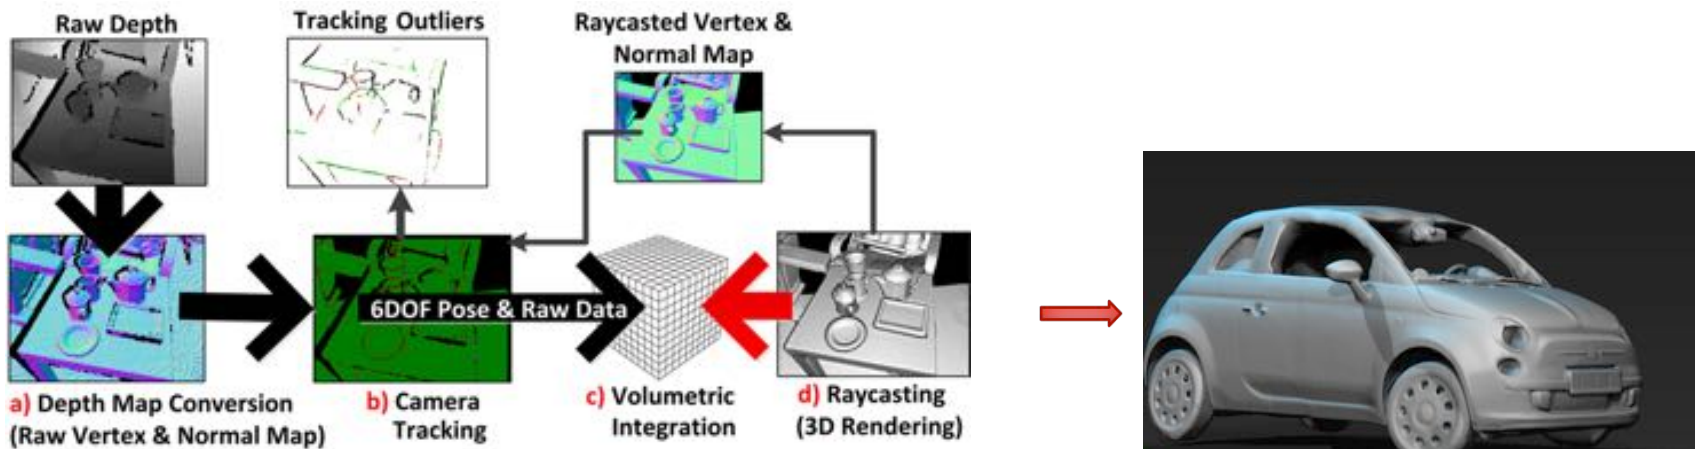 Raw Depth
Tracking Outliers
Raycasted Vertex &
Normal Map
6DOF Pose & Raw Data
a) Depth Map Conversion
(Raw Vertex & Normal Map)
b) Camera
Tracking
c) Volumetric
Integration
d) Raycasting
(3D Rendering)